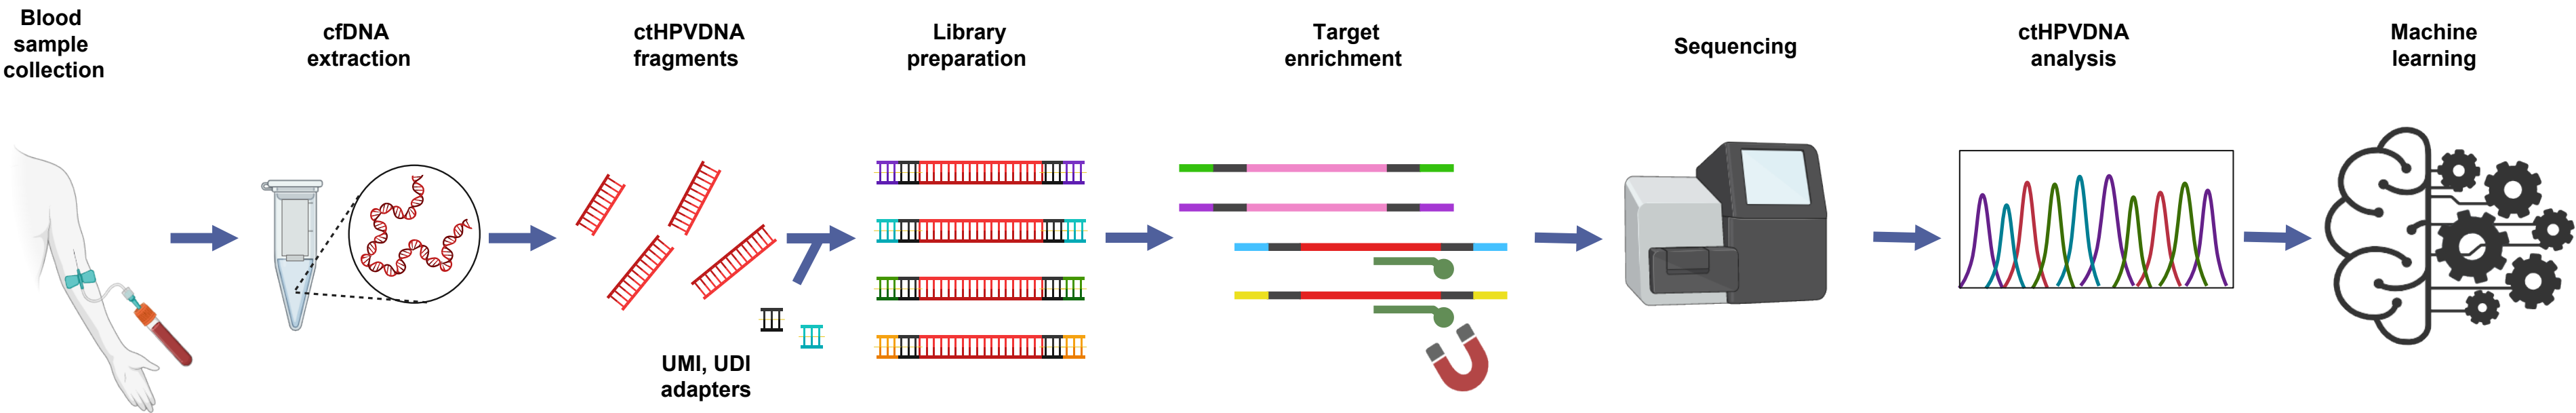 Blood
sample
collection
cfDNA
extraction
ctHPVDNA
fragments
UMI, UDI
adapters
Library
preparation
Target
enrichment
Sequencing
ctHPVDNA
analysis
Machine
learning